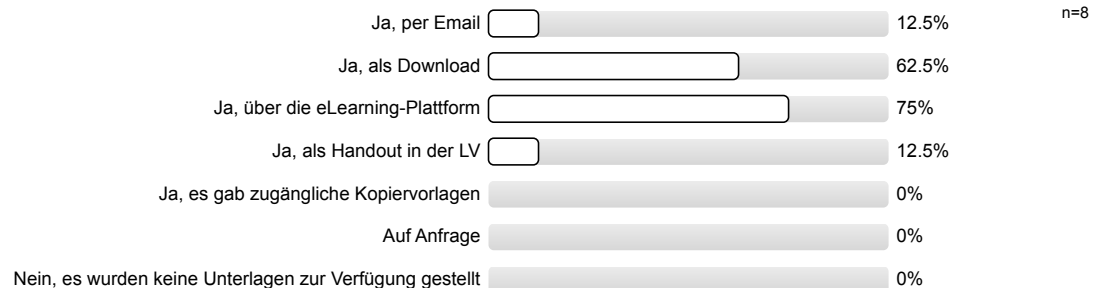 Ja, per Email 12.5% n=8
Ja, als Download 62.5%
Ja, über die eLearning-Plattform 75%
Ja, als Handout in der LV 12.5%
Ja, es gab zugängliche Kopiervorlagen 0%
Auf Anfrage 0%
Nein, es wurden keine Unterlagen zur Verfügung gestellt 0%